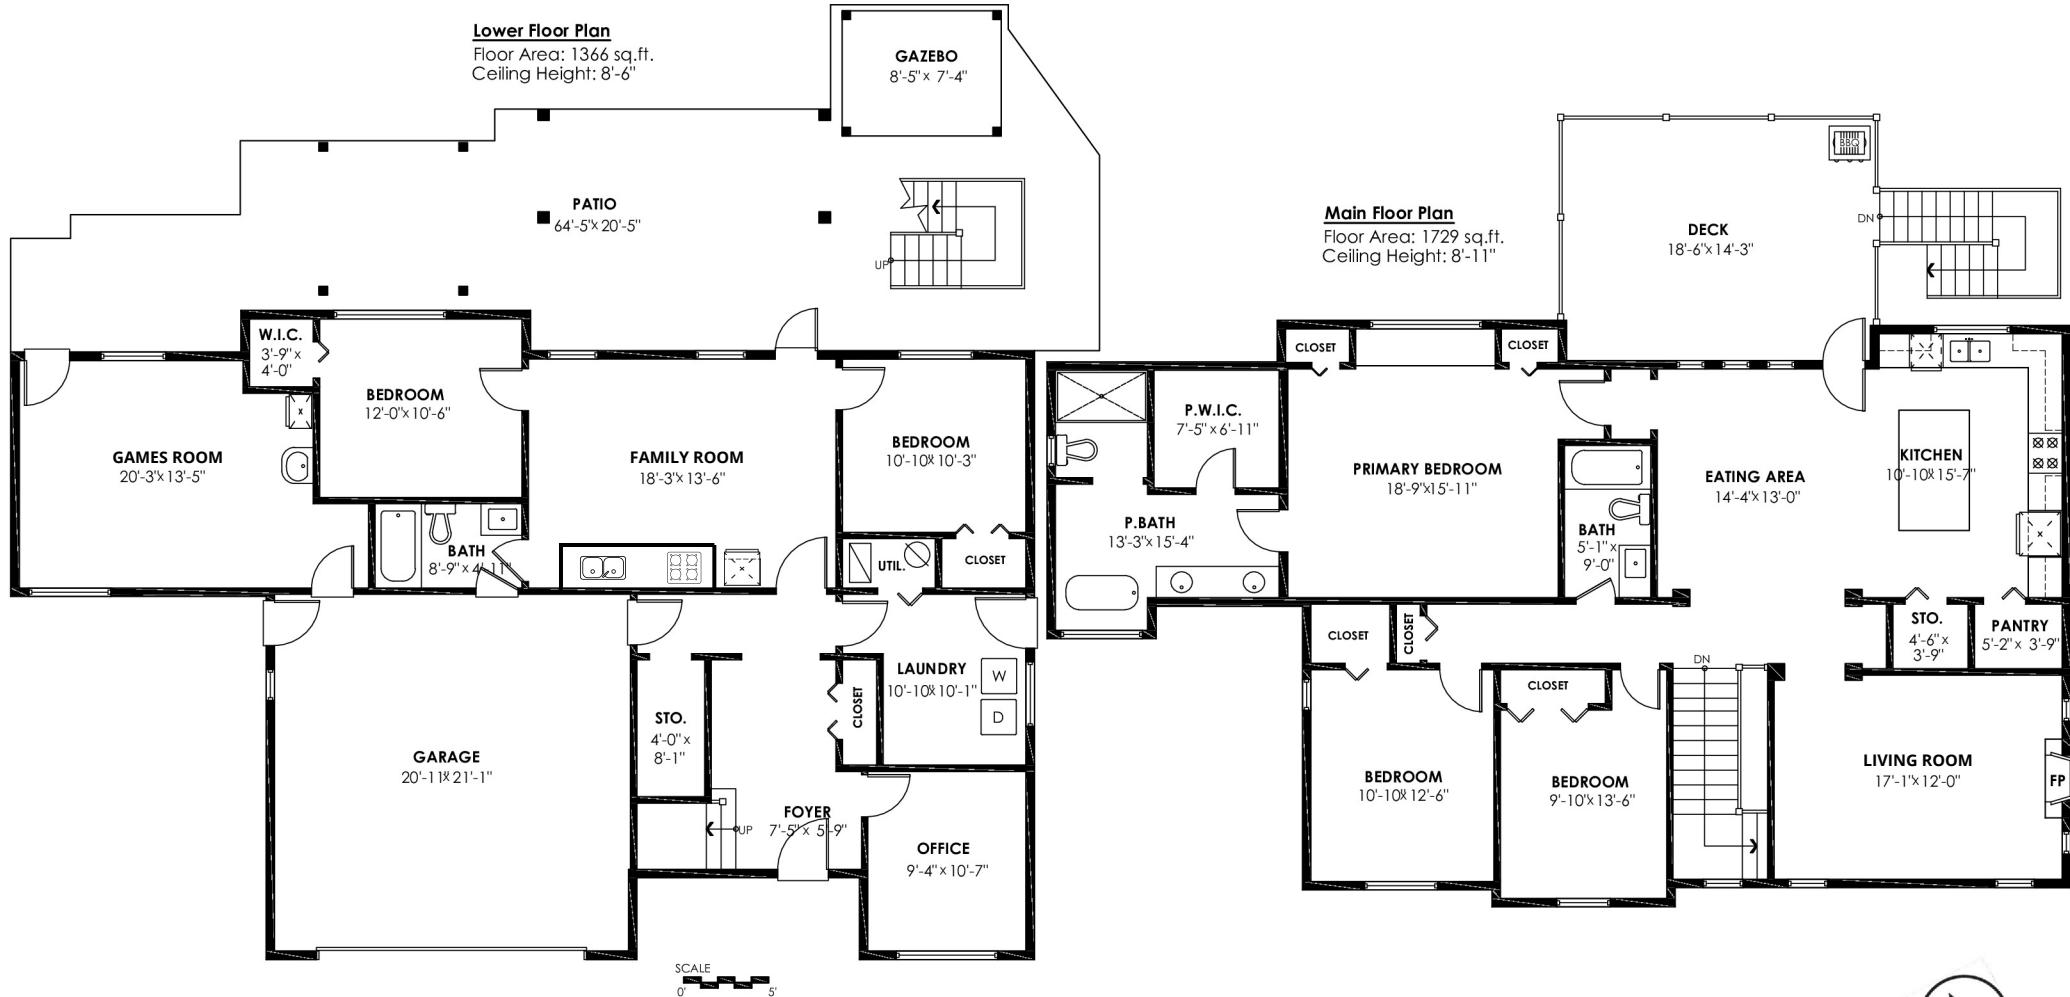 Lower Floor Plan
Floor Area: 1366 sq.ft.
Ceiling Height: 8'-6"
GAZEBO
8'-5" x 7'-4"
PATIO
64'-5" x 20'-5"
UP
W.I.C.
3'-9" x
4'-0"
BEDROOM
12'-0" x 10'-6"
GAMES ROOM
20'-3" x 13'-5"
FAMILY ROOM
18'-3" x 13'-6"
BEDROOM
10'-10" x 10'-3"
BATH
8'-9" x 4'-11"
UTIL.
CLOSET
LAUNDRY
10'-10" x 10'-1"
W
D
CLOSET
STO.
4'-0" x
8'-1"
GARAGE
20'-11" x 21'-1"
FOYER
7'-5" x 5'-9"
UP
OFFICE
9'-4" x 10'-7"
SCALE
0' 5'
Main Floor Plan
Floor Area: 1729 sq.ft.
Ceiling Height: 8'-11"
BBQ
DECK
18'-6" x 14'-3"
DN
CLOSET
CLOSET
P.W.I.C.
7'-5" x 6'-11"
PRIMARY BEDROOM
18'-9" x 15'-11"
P.BATH
13'-3" x 15'-4"
BATH
5'-1" x
9'-0"
EATING AREA
14'-4" x 13'-0"
KITCHEN
10'-10" x 15'-7"
STO.
4'-6" x
3'-9"
PANTRY
5'-2" x 3'-9"
CLOSET
CLOSET
CLOSET
DN
BEDROOM
10'-10" x 12'-6"
BEDROOM
9'-10" x 13'-6"
LIVING ROOM
17'-1" x 12'-0"
FP